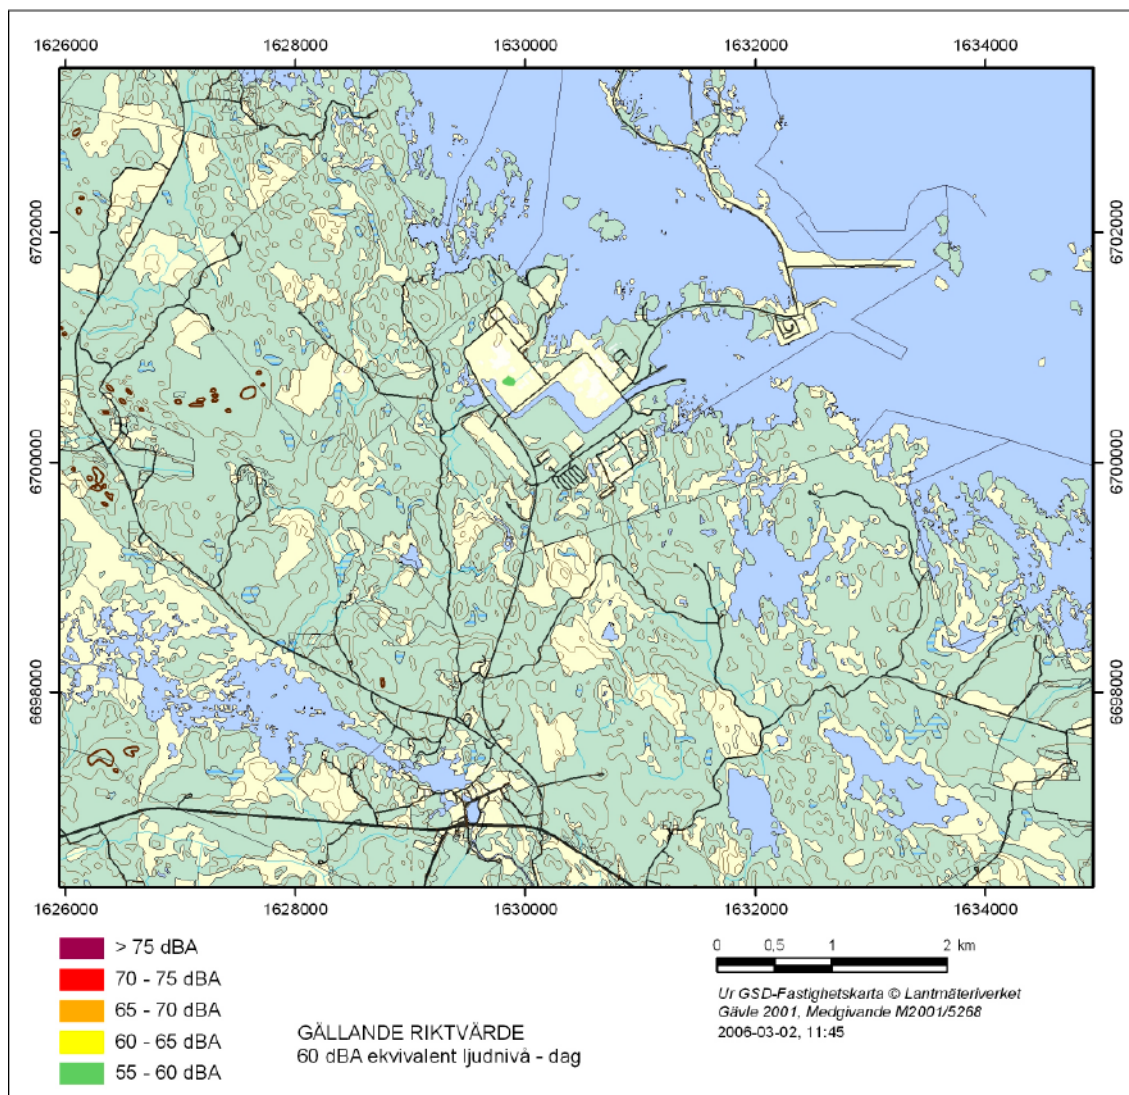 1626000 1628000 1630000 1632000 1634000
6702000 6702000
6700000 6700000
6698000 6698000
1626000 1628000 1630000 1632000 1634000
> 75 dBA
70 - 75 dBA
65 - 70 dBA
60 - 65 dBA
55 - 60 dBA
GÄLLANDE RIKTVÄRDE
60 dBA ekvivalent ljudnivå - dag
0 0,5 1 2 km
Ur GSD-Fastighetskarta © Lantmäteriverket
Gävle 2001, Medgivande M2001/5268
2006-03-02, 11:45